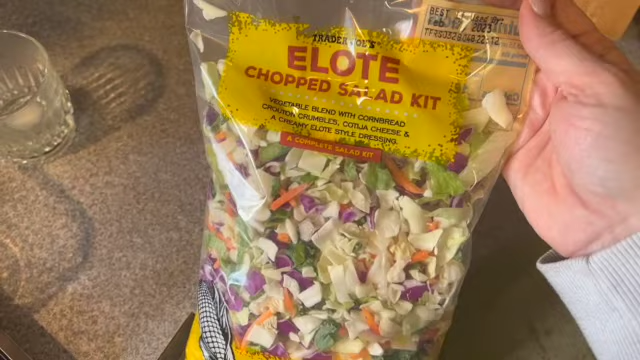 TRADER JOE'S
ELOTE
CHOPPED SALAD KIT
VEGETABLE BLEND WITH CORNBREAD
CROUTON CRUMBLES, COTIJA CHEESE &
A CREAMY ELOTE STYLE DRESSING
A COMPLETE SALAD KIT
BEST
2023